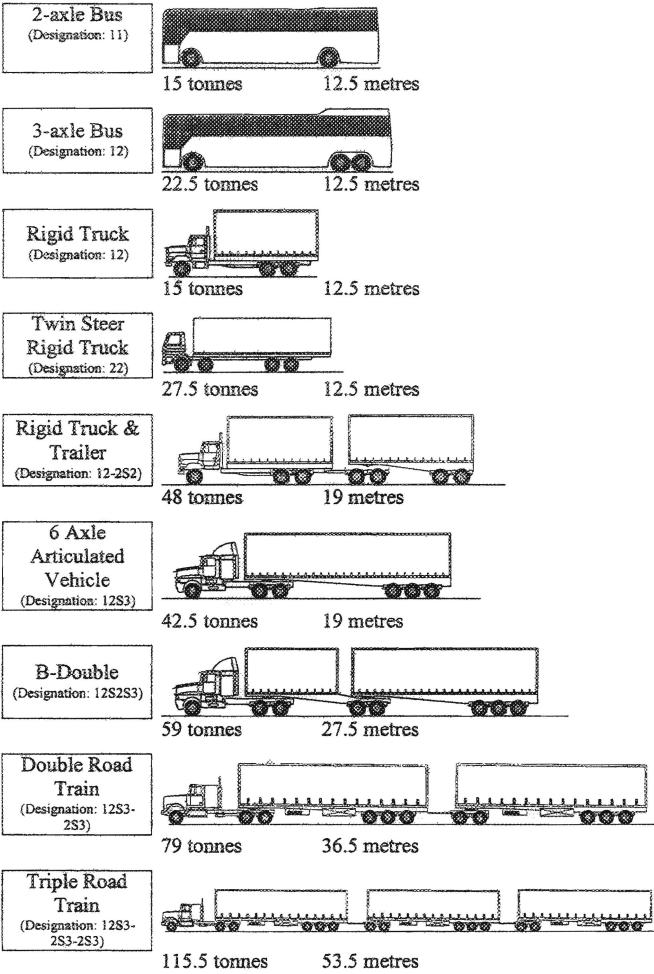 2-axle Bus
(Designation: 11)
15 tonnes 12.5 metres
3-axle Bus
(Designation: 12)
22.5 tonnes 12.5 metres
Rigid Truck
(Designation: 12)
15 tonnes 12.5 metres
Twin Steer
Rigid Truck
(Designation: 22)
27.5 tonnes 12.5 metres
Rigid Truck &
Trailer
(Designation: 12-2S2)
48 tonnes 19 metres
6 Axle
Articulated
Vehicle
(Designation: 12S3)
42.5 tonnes 19 metres
B-Double
(Designation: 12S2S3)
59 tonnes 27.5 metres
Double Road
Train
(Designation: 12S3-
2S3)
79 tonnes 36.5 metres
Triple Road
Train
(Designation: 12S3-
2S3-2S3)
115.5 tonnes 53.5 metres